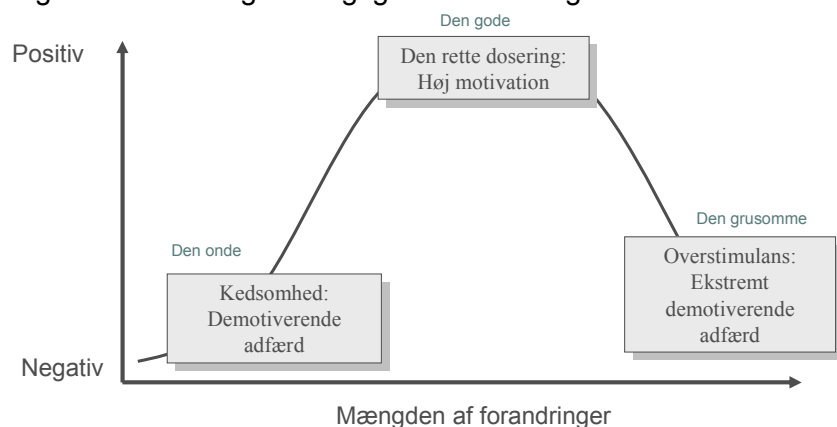 Den gode
Positiv
Den rette dosering:
Høj motivation
Den grusomme
Den onde
Overstimulans:
Ekstremt
demotiverende
adfærd
Kedsomhed:
Demotiverende
adfærd
Negativ
Mængden af forandringer